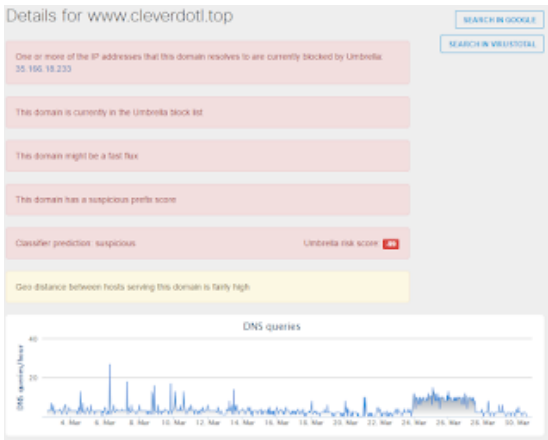 Details for www.cleverdotl.top
SEARCH IN GOOGLE
SEARCH IN VIRUSTOTAL
One or more of the IP addresses that this domain resolves to are currently blocked by Umbrella:
35.166.18.233
This domain is currently in the Umbrella block list
This domain might be a fast flux
This domain has a suspicious prefix score
Classifier prediction: suspicious
Umbrella risk score:
Geo distance between hosts serving this domain is fairly high
DNS queries
DNS queries/hour
40
20
4. Mar 6. Mar 8. Mar 10. Mar 12. Mar 14. Mar 16. Mar 18. Mar 20. Mar 22. Mar 24. Mar 26. Mar 28. Mar 30. Mar